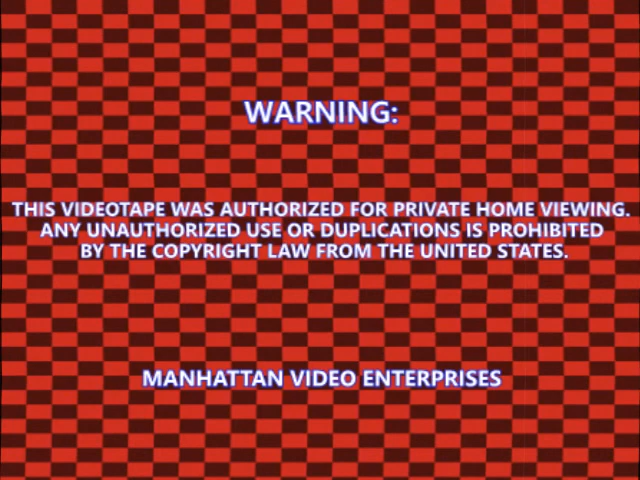 WARNING:
THIS VIDEOTAPE WAS AUTHORIZED FOR PRIVATE HOME VIEWING.
ANY UNAUTHORIZED USE OR DUPLICATIONS IS PROHIBITED
BY THE COPYRIGHT LAW FROM THE UNITED STATES.
MANHATTAN VIDEO ENTERPRISES